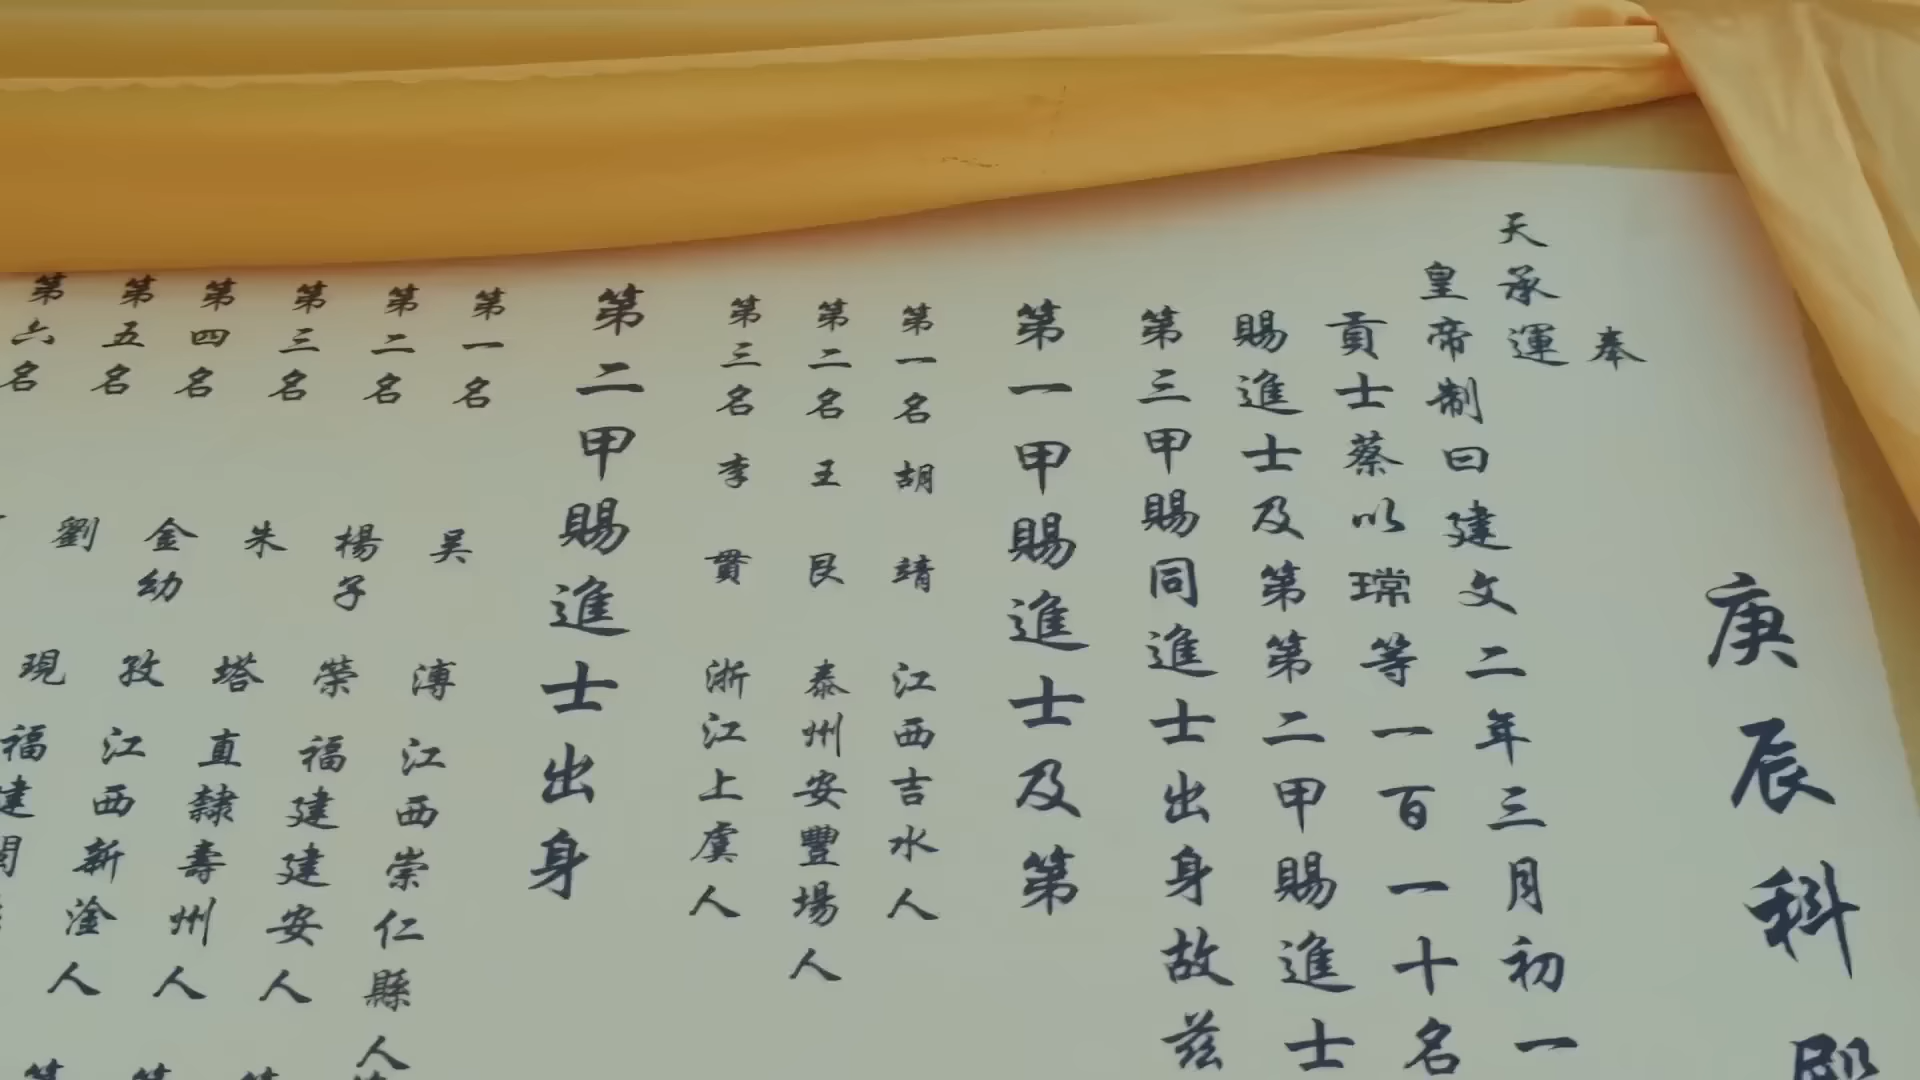 庚辰科殿
奉
天承運
皇帝制曰建文二年三月初一
貢士蔡以瑺等一百一十名
賜進士及第第二甲賜進士
第三甲賜同進士出身故茲
第一甲賜進士及第
第一名胡靖江西吉水人
第二名王艮泰州安豐場人
第三名李貫浙江上虞人
第二甲賜進士出身
第一名吳溥江西崇仁縣人
第二名楊子榮福建建安人
第三名朱塔直隸壽州人
第四名金幼孜江西新淦人
第五名劉現福建閩
第六名